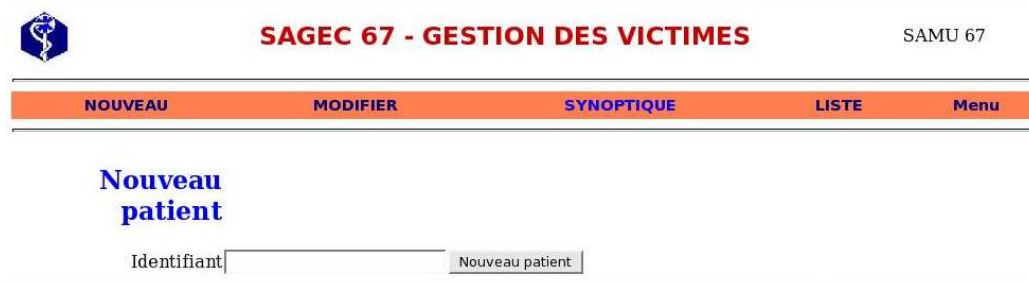 SAGEC 67 - GESTION DES VICTIMES SAMU 67
NOUVEAU MODIFIER SYNOPTIQUE LISTE Menu
Nouveau
patient
Identifiant Nouveau patient